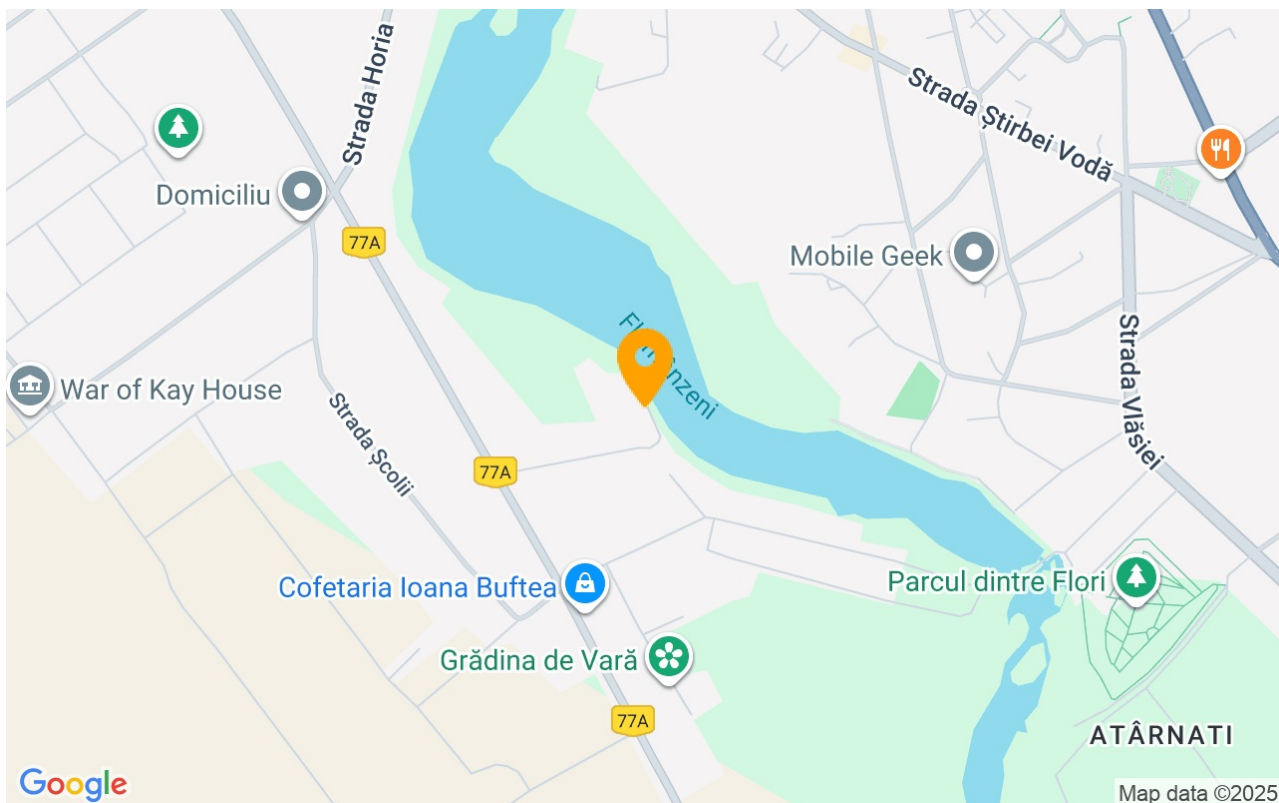 Strada Horia
Strada Știrbei Vodă
Domiciliu
77A
Mobile Geek
Strada Vlăsiei
War of Kay House
Strada Școlii
77A
Cofetaria Ioana Buftea
Parcul dintre Flori
Grădina de Vară
77A
ATÂRNATI
Google
Map data ©2025